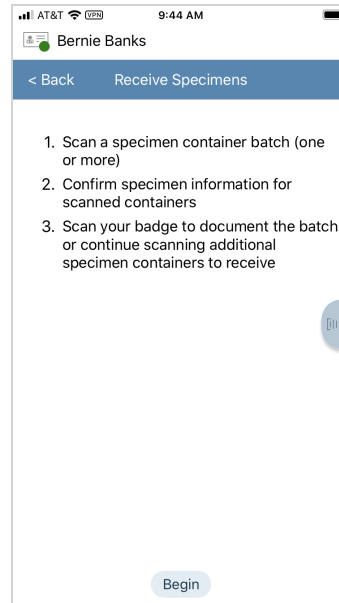 AT&T VPN 9:44 AM
Bernie Banks
< Back Receive Specimens
1. Scan a specimen container batch (one
or more)
2. Confirm specimen information for
scanned containers
3. Scan your badge to document the batch
or continue scanning additional
specimen containers to receive
Begin